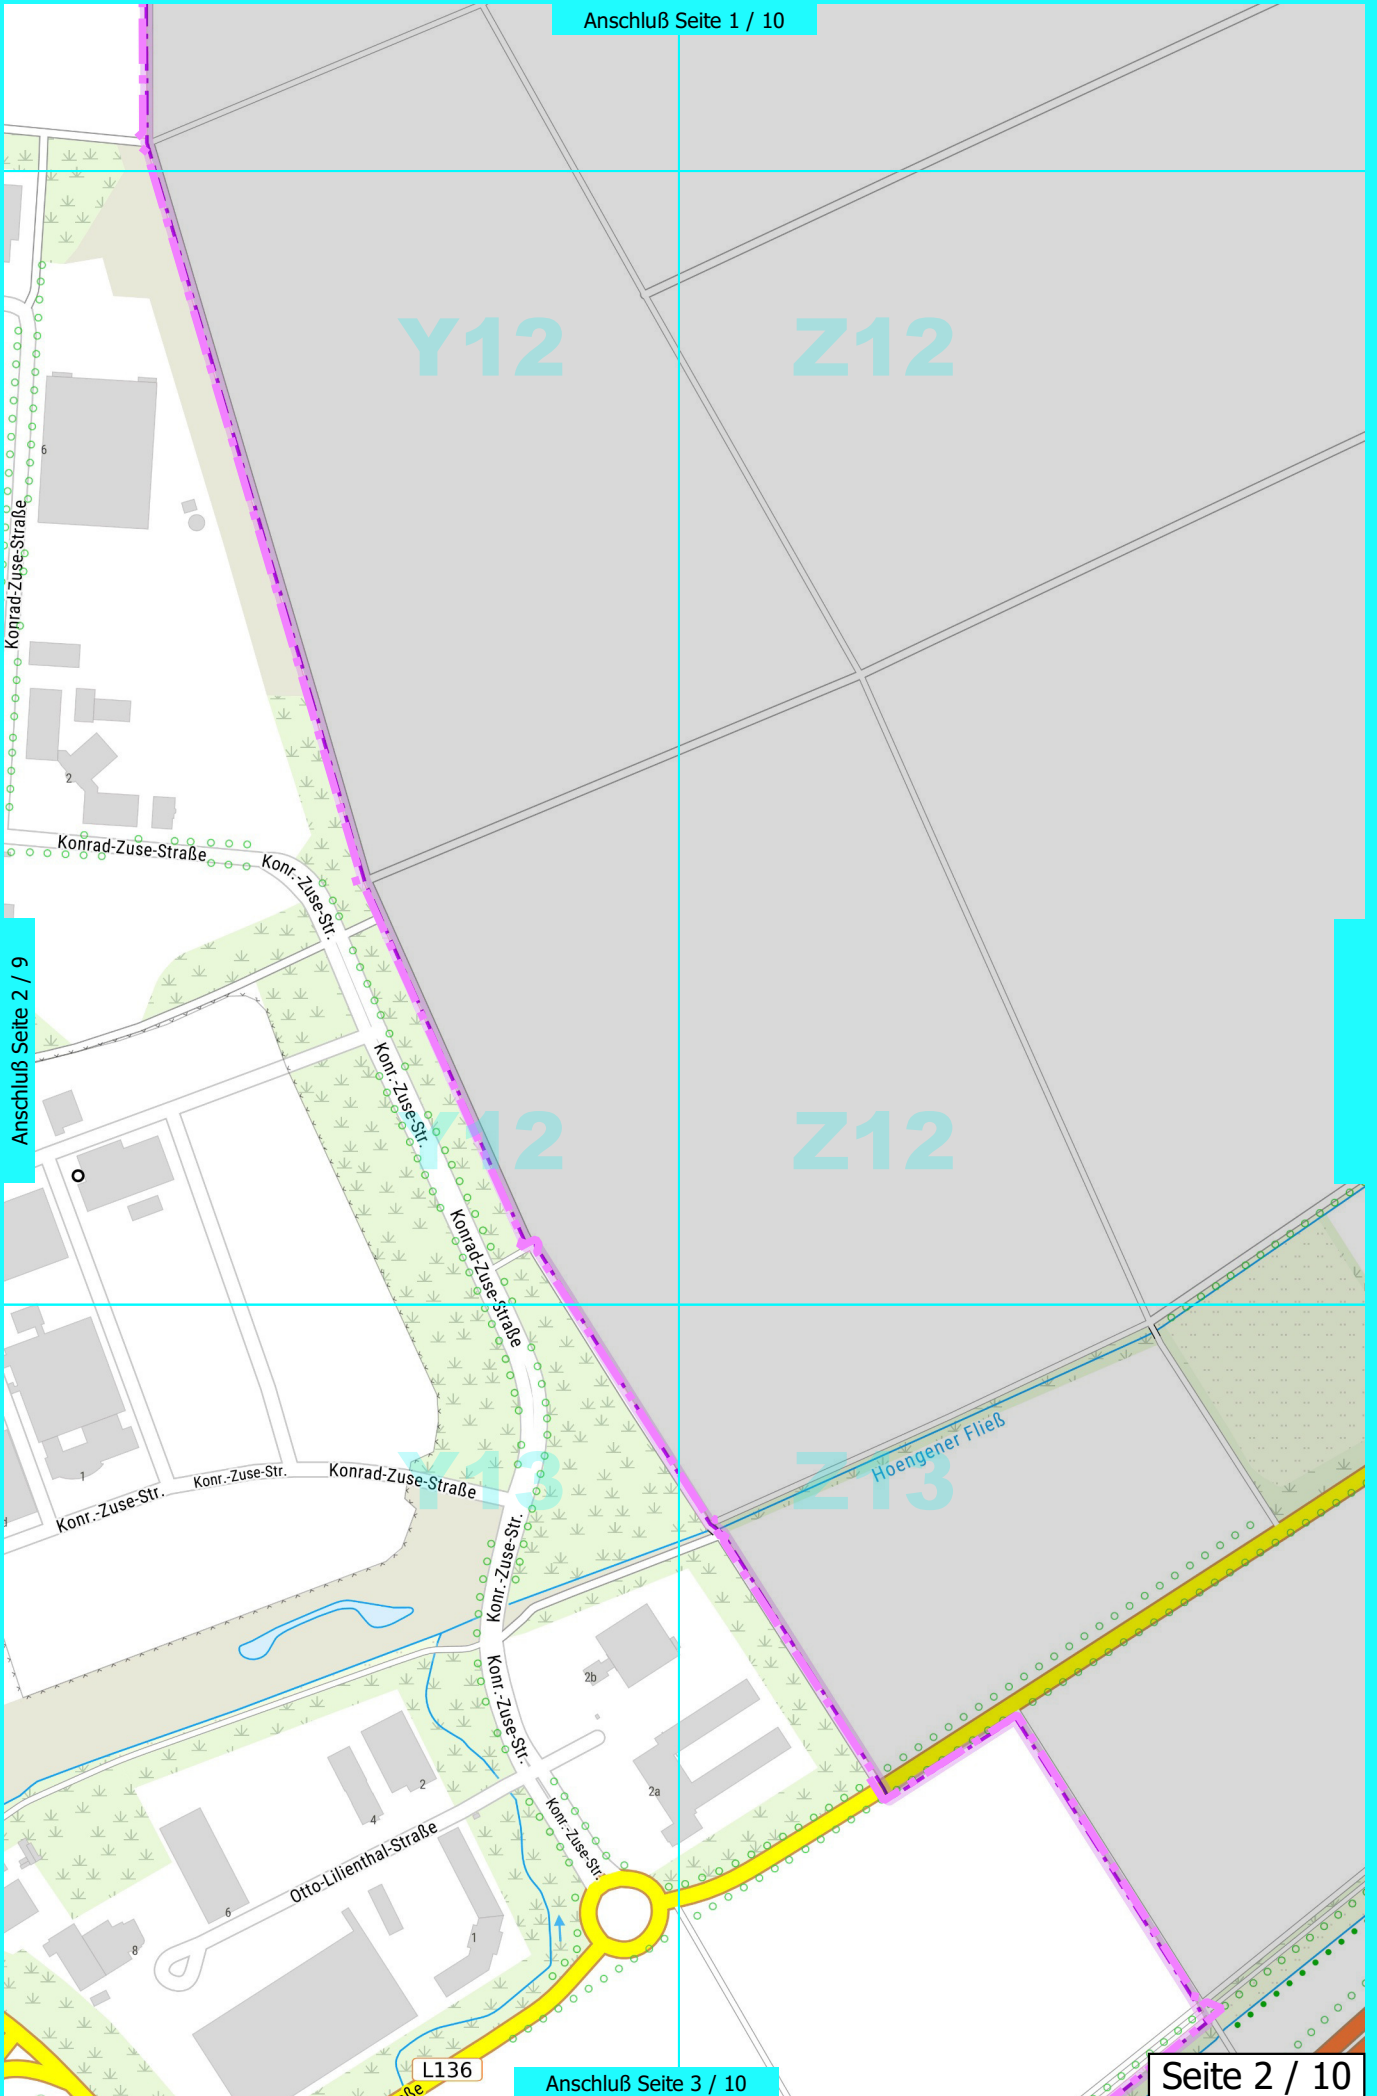 Anschluß Seite 1 / 10
Y12
Z12
6
Konrad-Zuse-Straße
2
Konrad-Zuse-Straße
Konr.-Zuse-Str.
Anschluß Seite 2 / 9
Konr.-Zuse-Str.
Y12
Z12
Konrad-Zuse-Straße
Hoengener Fließ
Y13
Z13
1
Konr.-Zuse-Str.
Konrad-Zuse-Straße
Konr.-Zuse-Str.
Konr.-Zuse-Str.
2b
Konr.-Zuse-Str.
2
2a
4
Konr.-Zuse-Str.
Otto-Lilienthal-Straße
6
1
8
L136
ße
Anschluß Seite 3 / 10
Seite 2 / 10